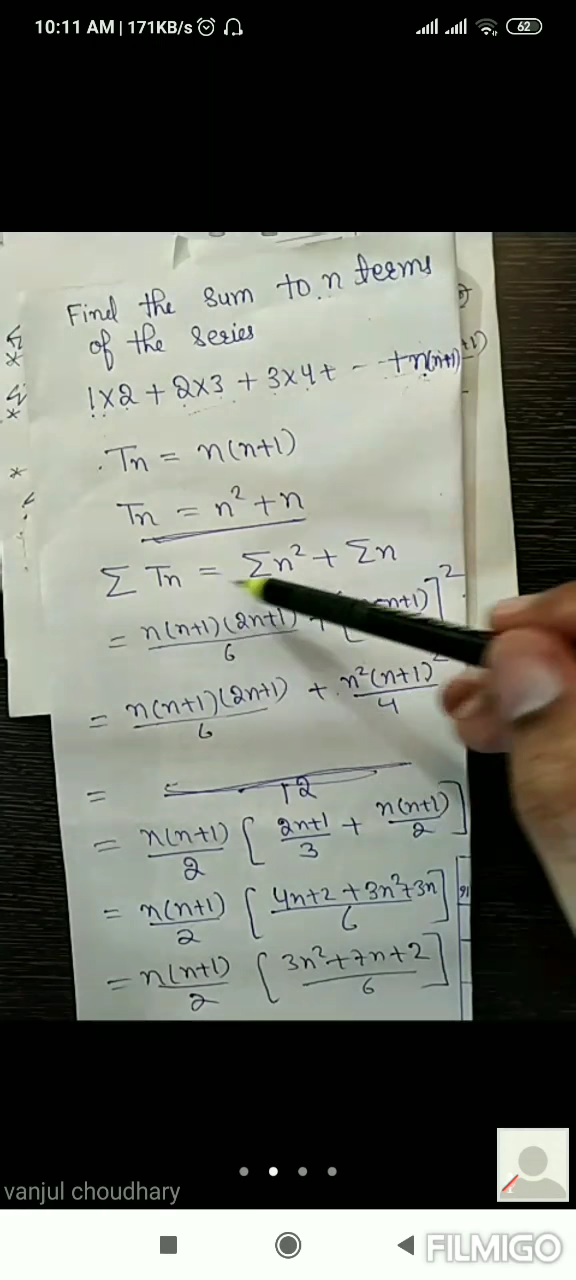 10:11 AM | 171KB/s
62
Find the sum to n terms
of the series
1×2 + 2×3 + 3×4+ - - +n(n+1)
Tn = n(n+1)
Tn = n²+n
Σ Tn = Σn² + Σn
= n(n+1)(2n+1)/6 + [ n+1)]²
= n(n+1)(2n+1)/6 + n²(n+1)²/4
= 12
= n(n+1)/2 [ 2n+1/3 + n(n+1)/2 ]
= n(n+1)/2 [ 4n+2+3n²+3n/6 ]
= n(n+1)/2 [ 3n²+7n+2/6 ]
vanjul choudhary
FILMIGO